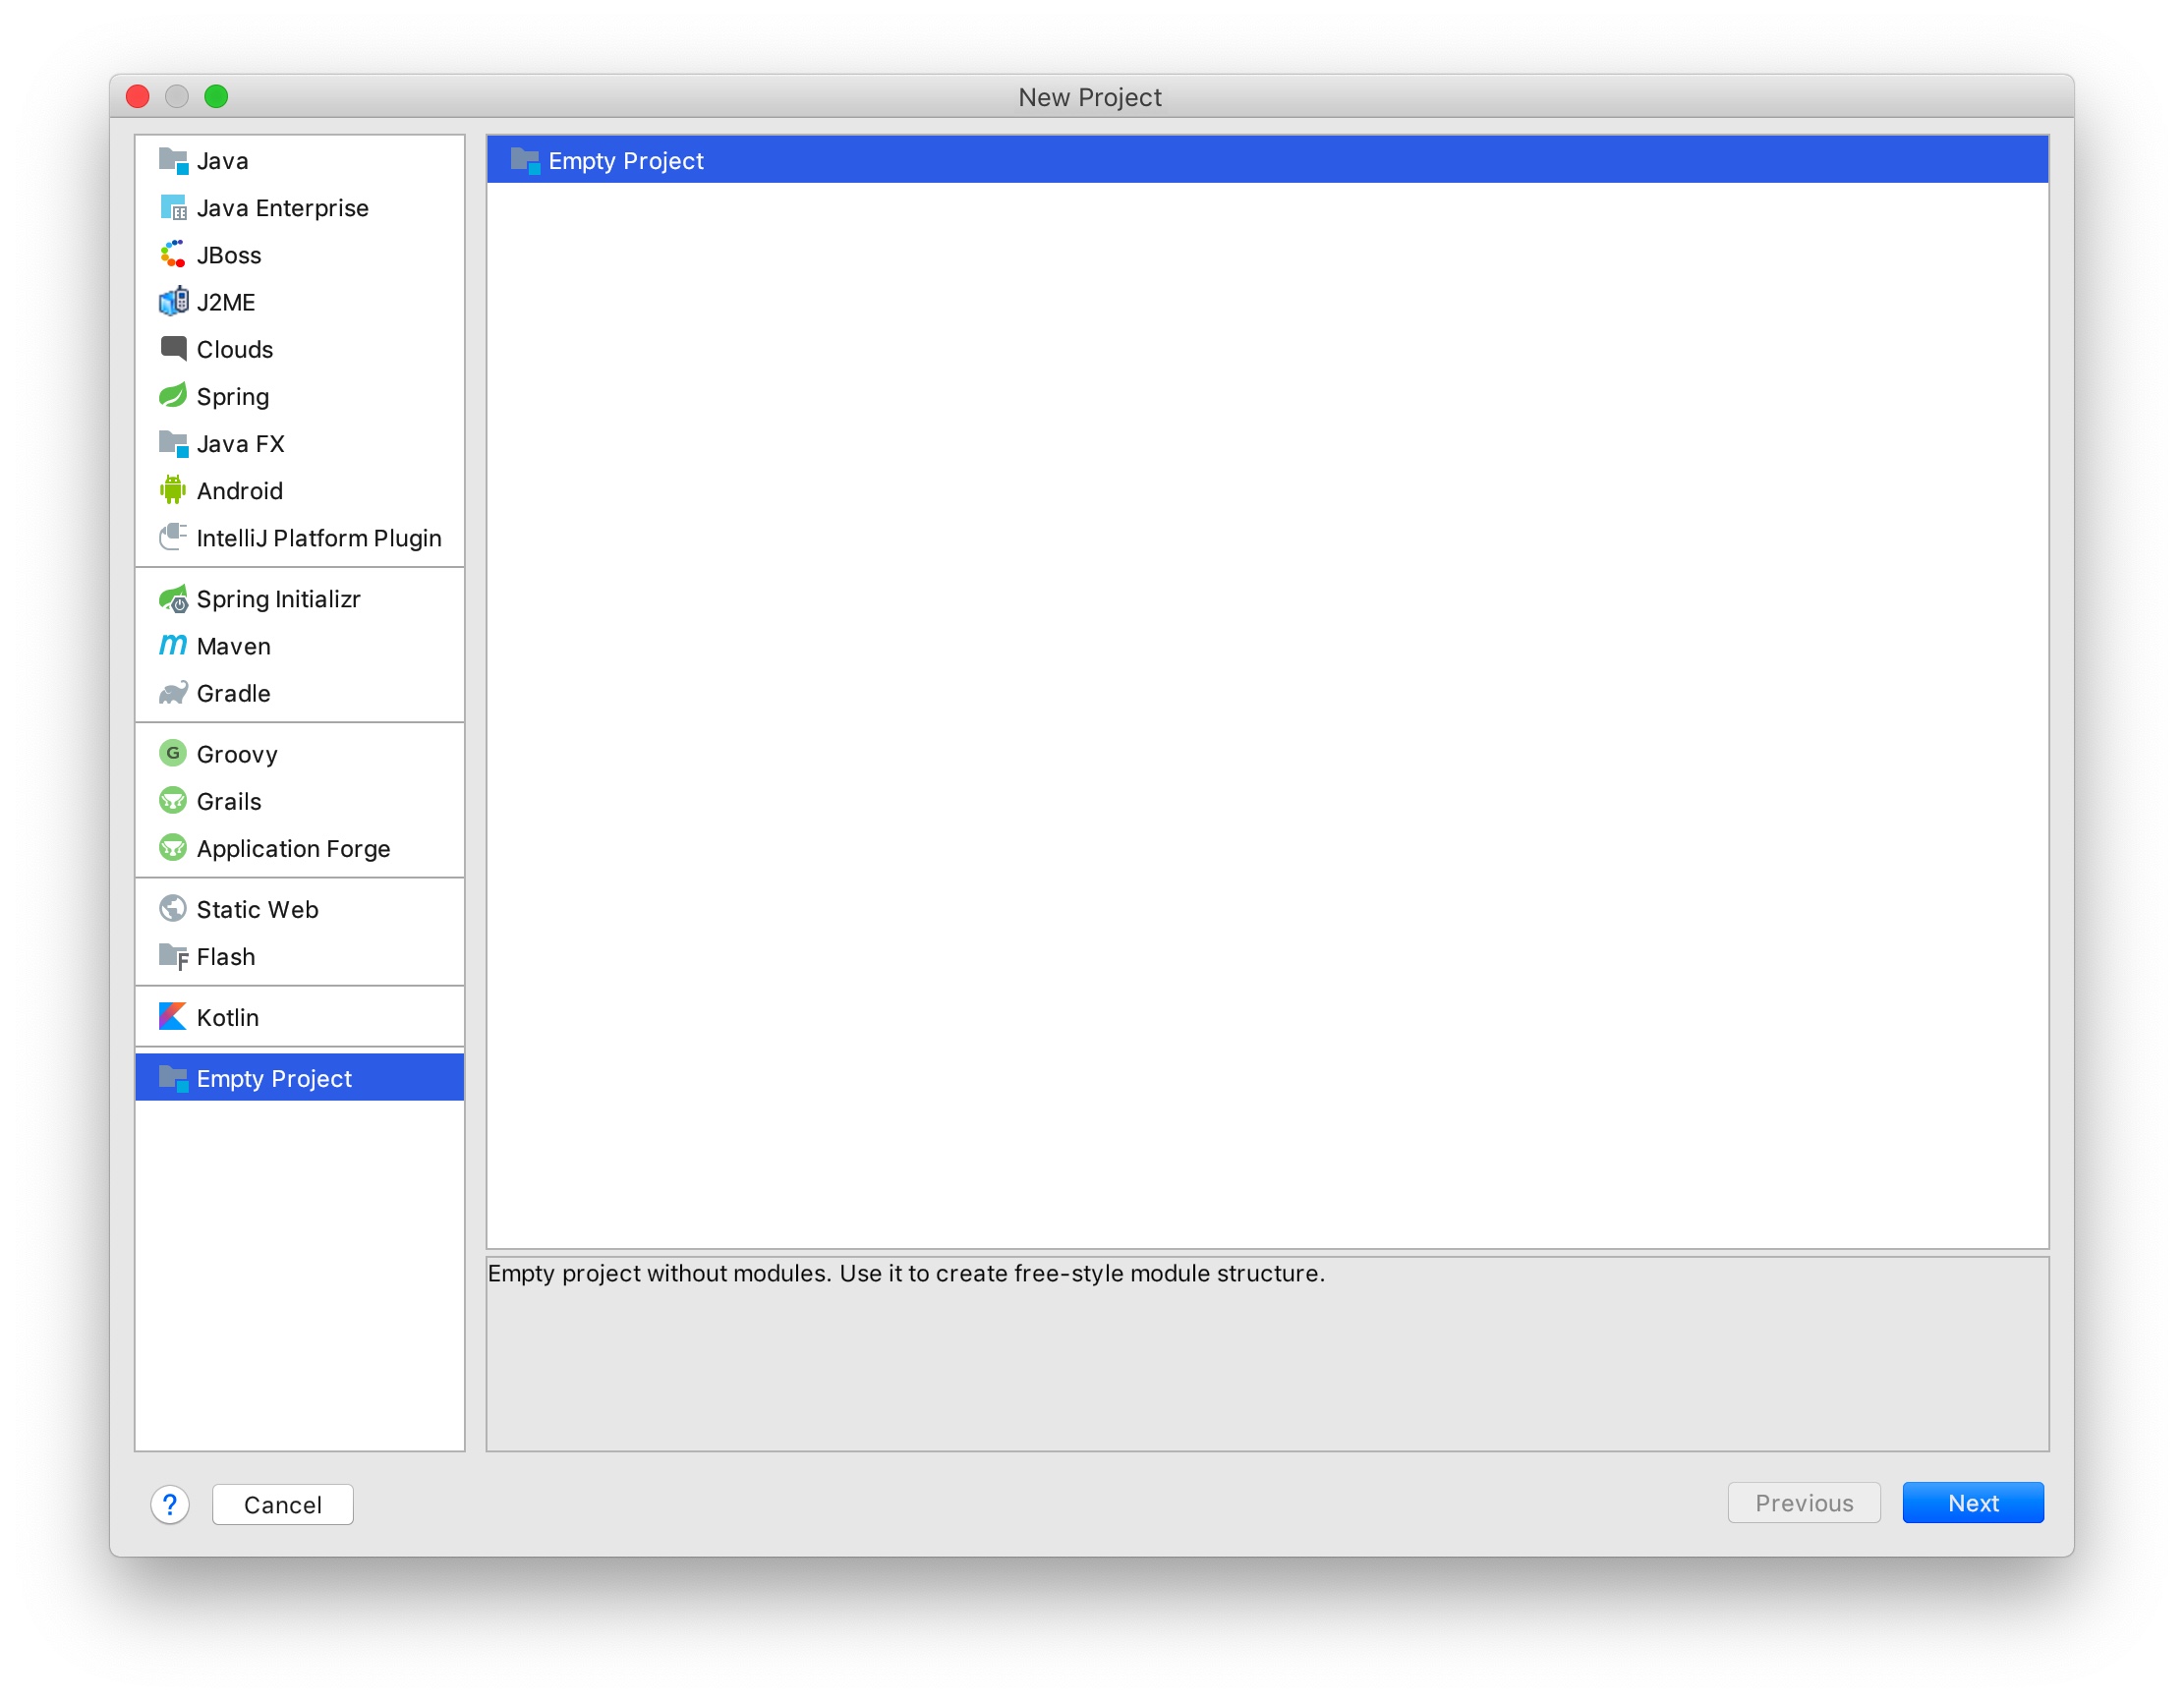 New Project
Java
Java Enterprise
JBoss
J2ME
Clouds
Spring
Java FX
Android
IntelliJ Platform Plugin
Spring Initializr
Maven
Gradle
G Groovy
Grails
Application Forge
Static Web
F Flash
Kotlin
Empty Project
Empty Project
Empty project without modules. Use it to create free-style module structure.
? Cancel
Previous
Next